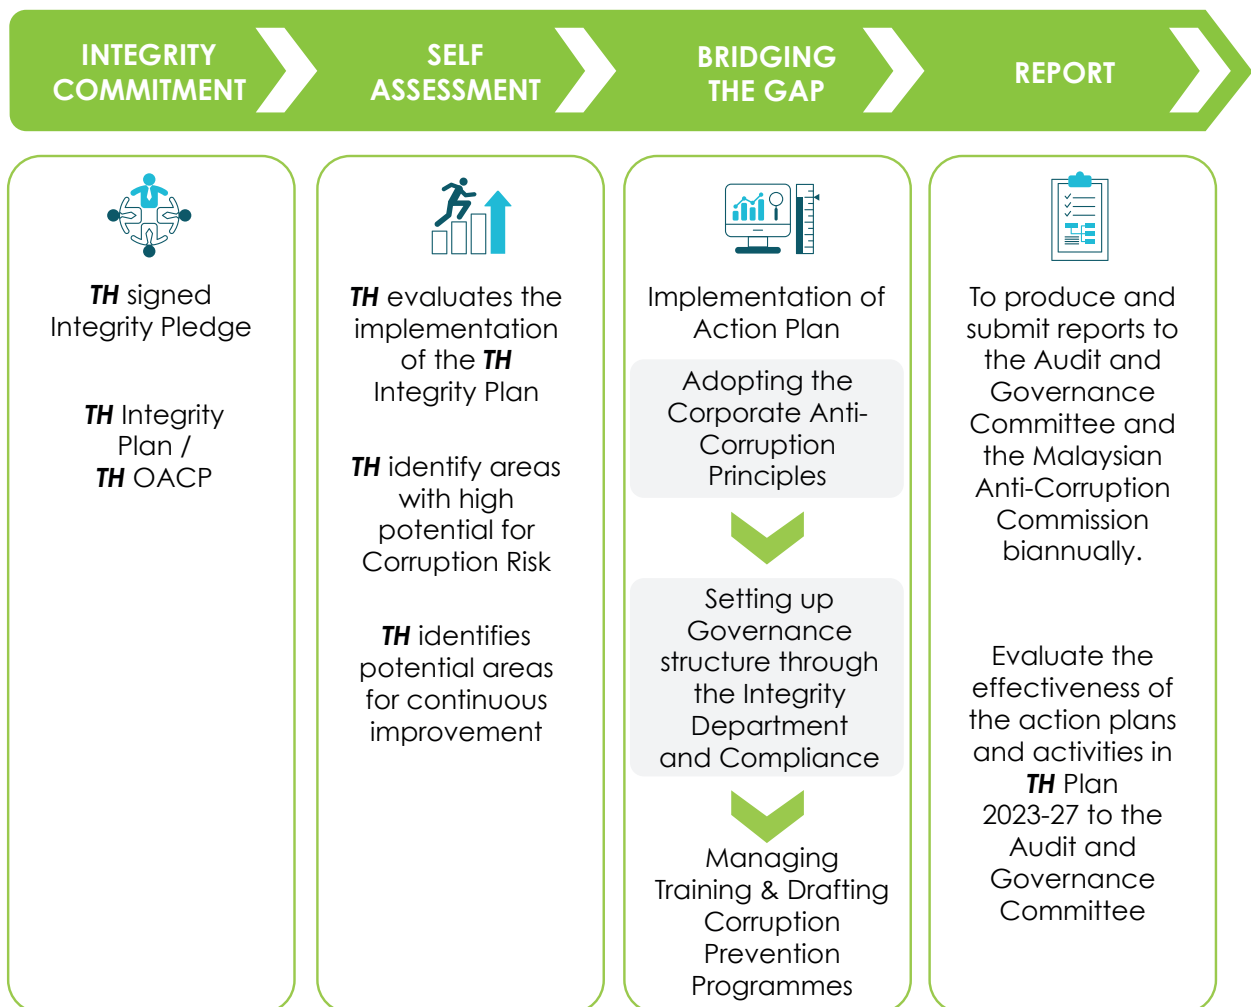 INTEGRITY
COMMITMENT
SELF
ASSESSMENT
BRIDGING
THE GAP
REPORT
TH signed
Integrity Pledge
TH Integrity
Plan /
TH OACP
TH evaluates the
implementation
of the TH
Integrity Plan
TH identify areas
with high
potential for
Corruption Risk
TH identifies
potential areas
for continuous
improvement
Implementation of
Action Plan
Adopting the
Corporate Anti-
Corruption
Principles
Setting up
Governance
structure through
the Integrity
Department
and Compliance
Managing
Training & Drafting
Corruption
Prevention
Programmes
To produce and
submit reports to
the Audit and
Governance
Committee and
the Malaysian
Anti-Corruption
Commission
biannually.
Evaluate the
effectiveness of
the action plans
and activities in
TH Plan
2023-27 to the
Audit and
Governance
Committee